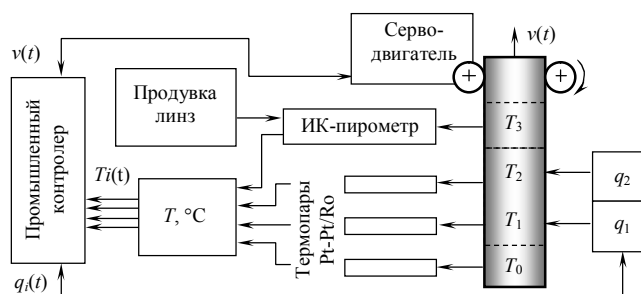 v(t)
Серво-
двигатель
v(t)
+
+
Продувка
линз
ИК-пирометр
T3
Промышленный
контролер
Ti(t)
T, °C
Термопары
Pt-Pt/Ro
T2
q2
T1
q1
T0
qi(t)